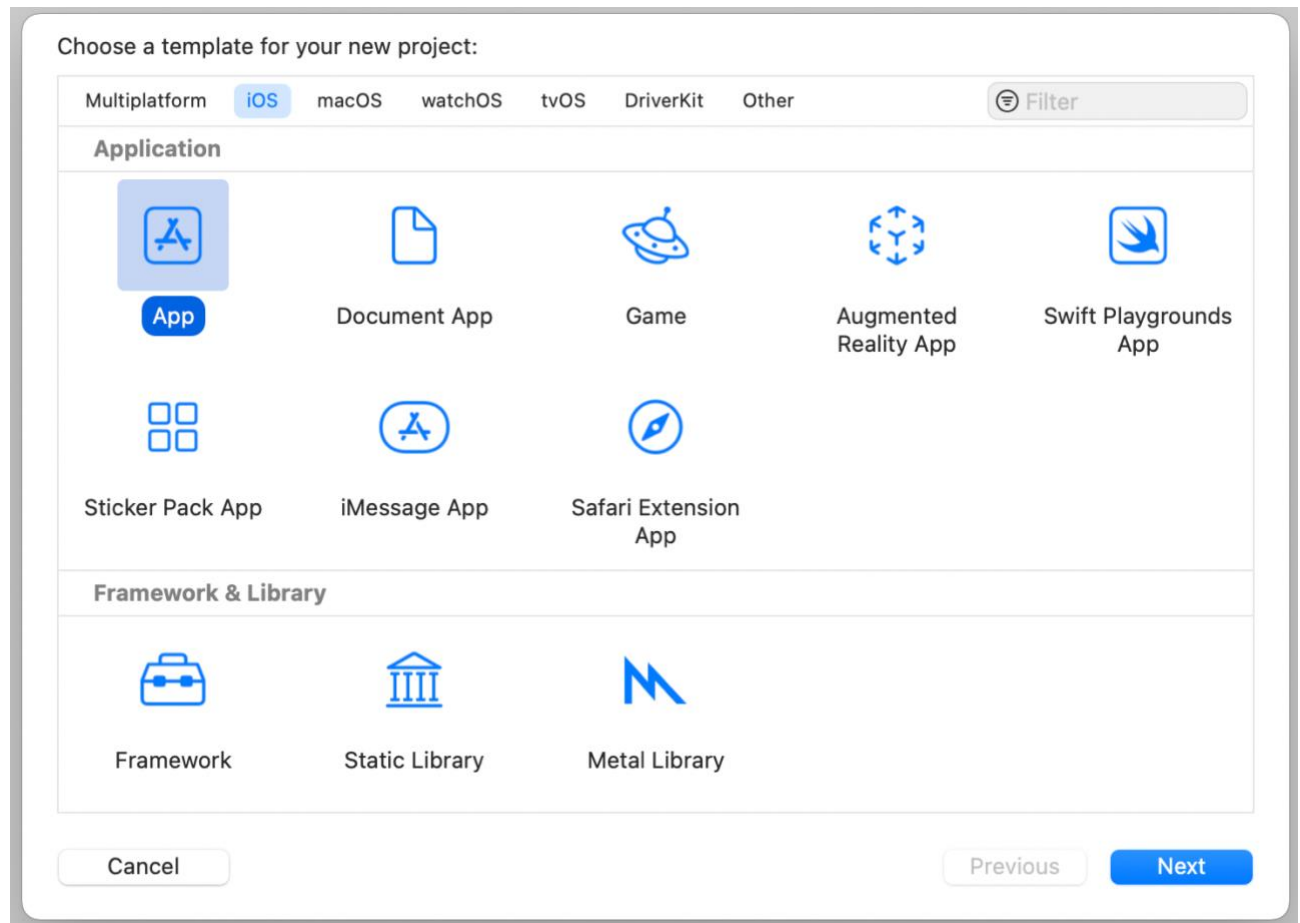 Choose a template for your new project:
Multiplatform iOS macOS watchOS tvOS DriverKit Other Filter
Application
App Document App Game Augmented Reality App Swift Playgrounds App
Sticker Pack App iMessage App Safari Extension App
Framework & Library
Framework Static Library Metal Library
Cancel Previous Next